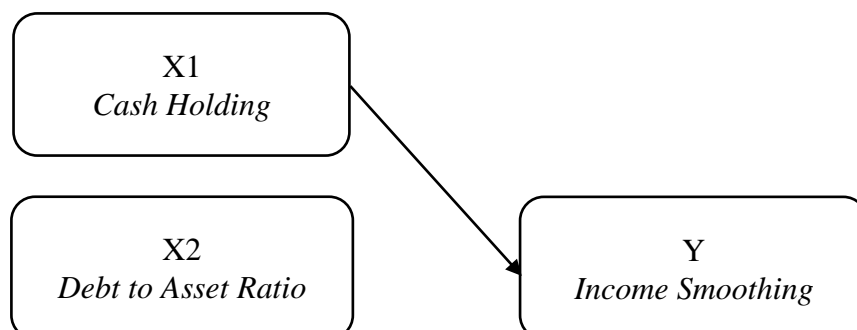 X1
Cash Holding
X2
Debt to Asset Ratio
Y
Income Smoothing